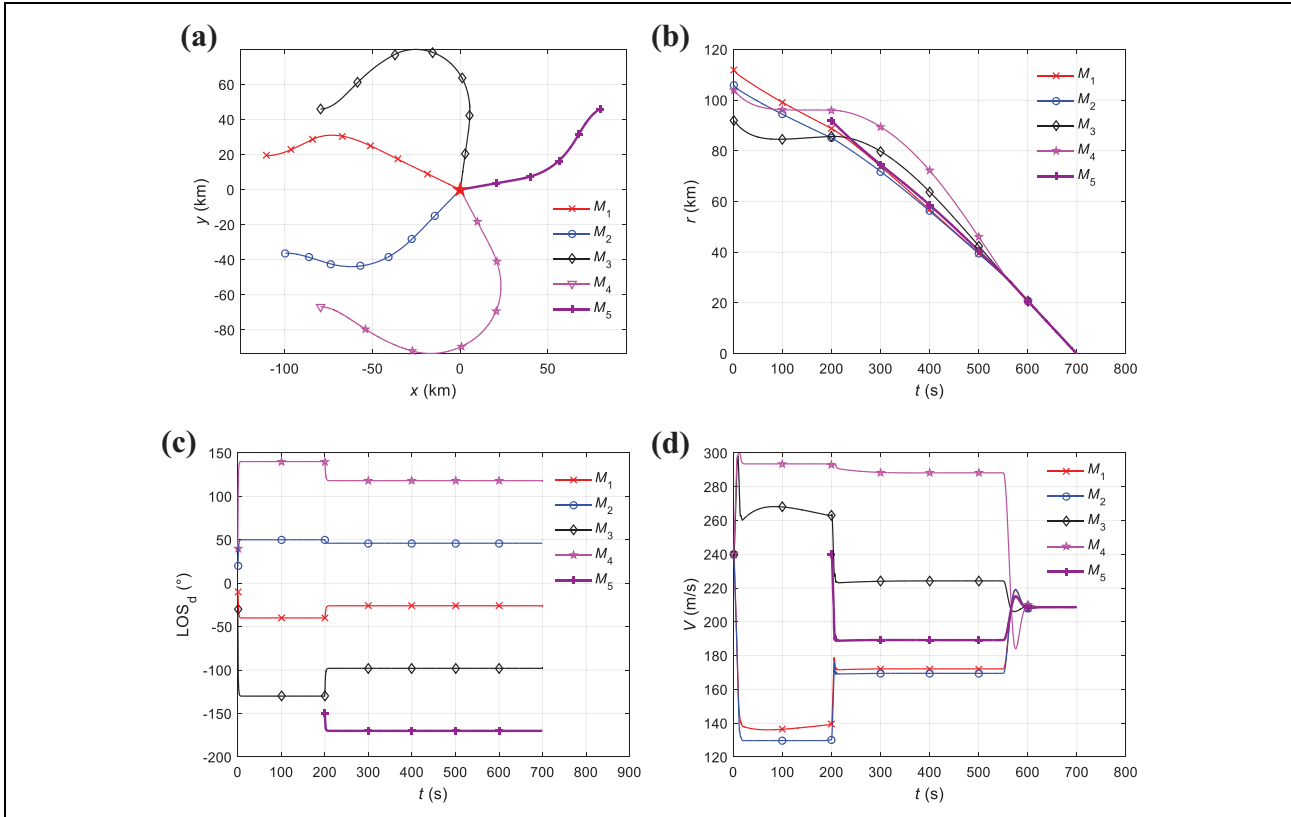 (a)
60
40
20
0
-20
-40
-60
-80
y (km)
-100
-50
0
50
x (km)
M1
M2
M3
M4
M5
(b)
120
100
80
60
40
20
0
r (km)
0
100
200
300
400
500
600
700
800
t (s)
M1
M2
M3
M4
M5
(c)
150
100
50
0
-50
-100
-150
-200
LOSd (°)
0
100
200
300
400
500
600
700
800
900
t (s)
M1
M2
M3
M4
M5
(d)
300
280
260
240
220
200
180
160
140
120
V (m/s)
0
100
200
300
400
500
600
700
800
t (s)
M1
M2
M3
M4
M5